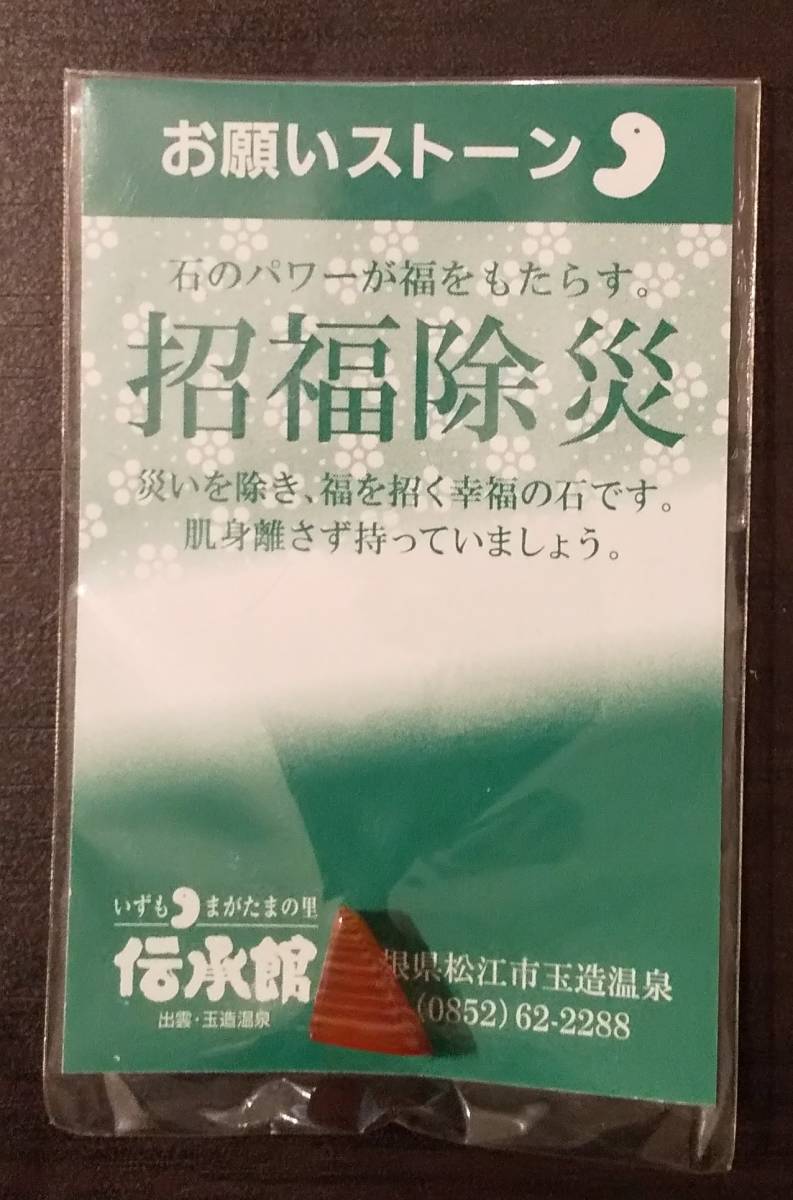 お願いストーン
石のパワーが福をもたらす。
招福除災
災いを除き、福を招く幸福の石です。
肌身離さず持っていましょう。
いずも まがたまの里
伝承館
出雲・玉造温泉
根県松江市玉造温泉
(0852)62-2288